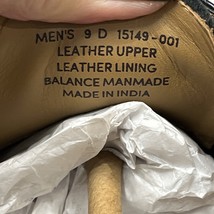 MEN'S 9 D 15149-001
LEATHER UPPER
LEATHER LINING
BALANCE MANMADE
MADE IN INDIA